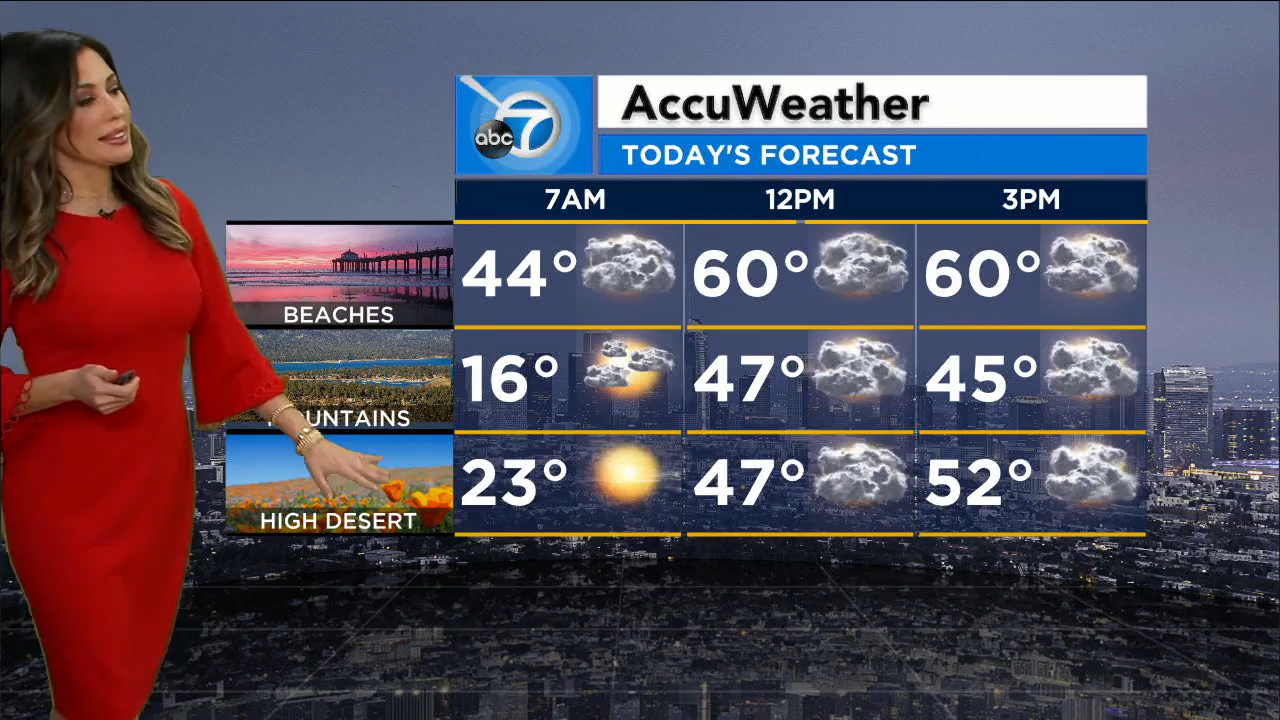 abc 7
AccuWeather
TODAY'S FORECAST
7AM 12PM 3PM
BEACHES 44° 60° 60°
MOUNTAINS 16° 47° 45°
HIGH DESERT 23° 47° 52°